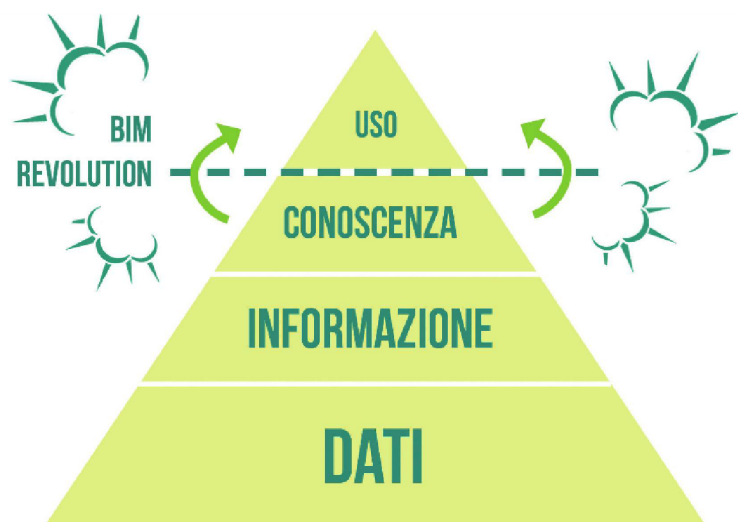 BIM
REVOLUTION
USO
CONOSCENZA
INFORMAZIONE
DATI